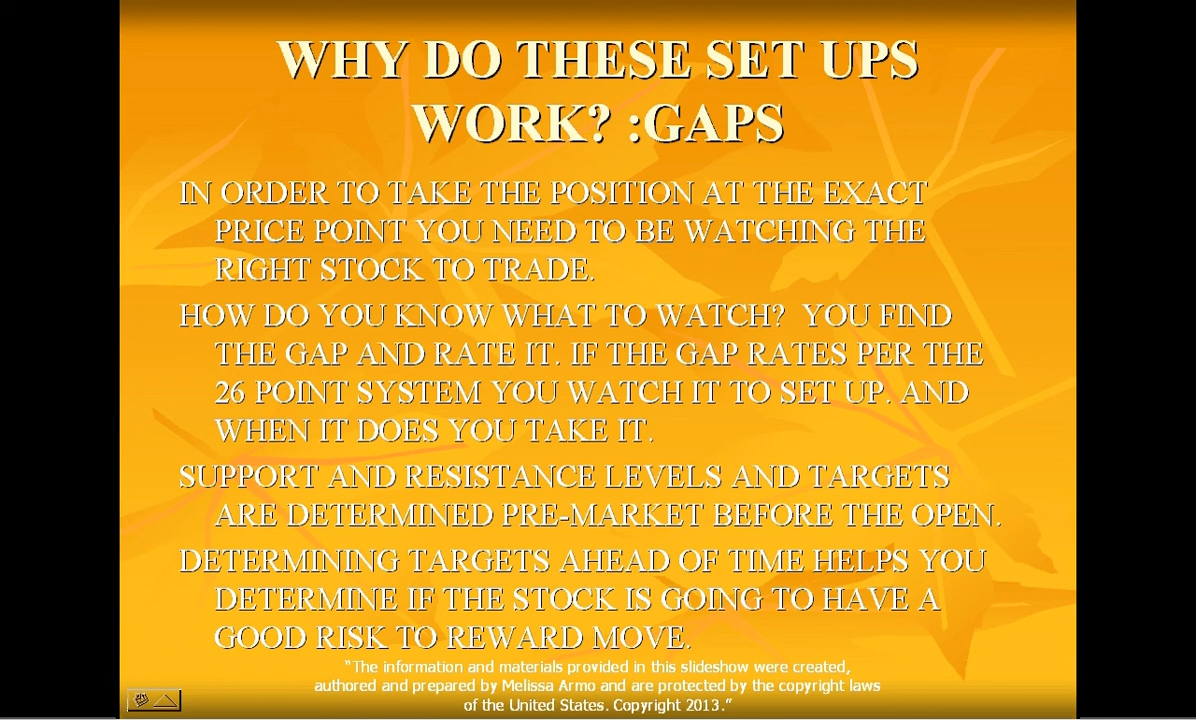 WHY DO THESE SET UPS
WORK? :GAPS
IN ORDER TO TAKE THE POSITION AT THE EXACT
PRICE POINT YOU NEED TO BE WATCHING THE
RIGHT STOCK TO TRADE.
HOW DO YOU KNOW WHAT TO WATCH?  YOU FIND
THE GAP AND RATE IT. IF THE GAP RATES PER THE
26 POINT SYSTEM YOU WATCH IT TO SET UP. AND
WHEN IT DOES YOU TAKE IT.
SUPPORT AND RESISTANCE LEVELS AND TARGETS
ARE DETERMINED PRE-MARKET BEFORE THE OPEN.
DETERMINING TARGETS AHEAD OF TIME HELPS YOU
DETERMINE IF THE STOCK IS GOING TO HAVE A
GOOD RISK TO REWARD MOVE.
"The information and materials provided in this slideshow were created,
authored and prepared by Melissa Armo and are protected by the copyright laws
of the United States. Copyright 2013."